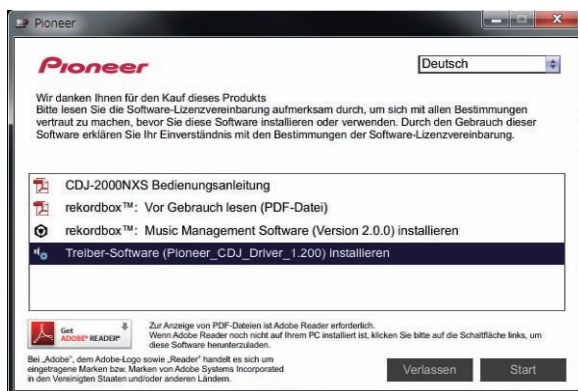 Pioneer
Pioneer
Deutsch
Wir danken Ihnen für den Kauf dieses Produkts
Bitte lesen Sie die Software-Lizenzvereinbarung aufmerksam durch, um sich mit allen Bestimmungen
vertraut zu machen, bevor Sie diese Software installieren oder verwenden. Durch den Gebrauch dieser
Software erklären Sie Ihr Einverständnis mit den Bestimmungen der Software-Lizenzvereinbarung.
CDJ-2000NXS Bedienungsanleitung
rekordbox™: Vor Gebrauch lesen (PDF-Datei)
rekordbox™: Music Management Software (Version 2.0.0) installieren
Treiber-Software (Pioneer_CDJ_Driver_1.200) installieren
Get
ADOBE® READER®
Zur Anzeige von PDF-Dateien ist Adobe Reader erforderlich.
Wenn Adobe Reader noch nicht auf Ihrem PC installiert ist, klicken Sie bitte auf die Schaltfläche links, um
diese Software herunterzuladen.
Bei „Adobe", dem Adobe-Logo sowie „Reader" handelt es sich um
eingetragene Marken bzw. Marken von Adobe Systems Incorporated
in den Vereinigten Staaten und/oder anderen Ländern.
Verlassen
Start